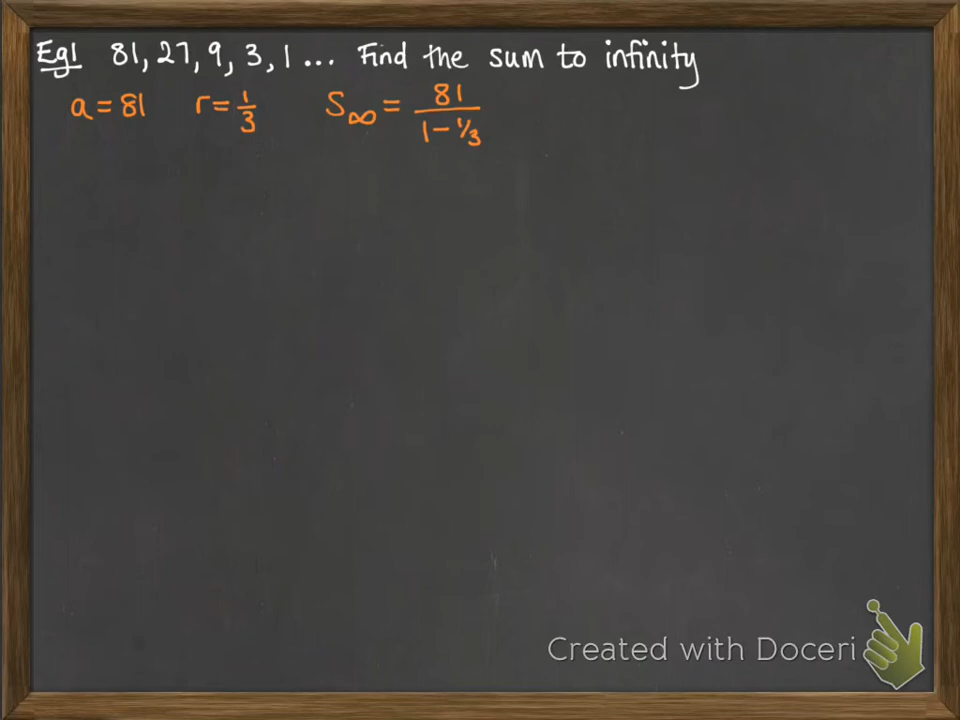 Eg1 81, 27, 9, 3, 1 ... Find the sum to infinity
a = 81 r = 1/3 S∞ = 81/(1 - 1/3)
Created with Doceri